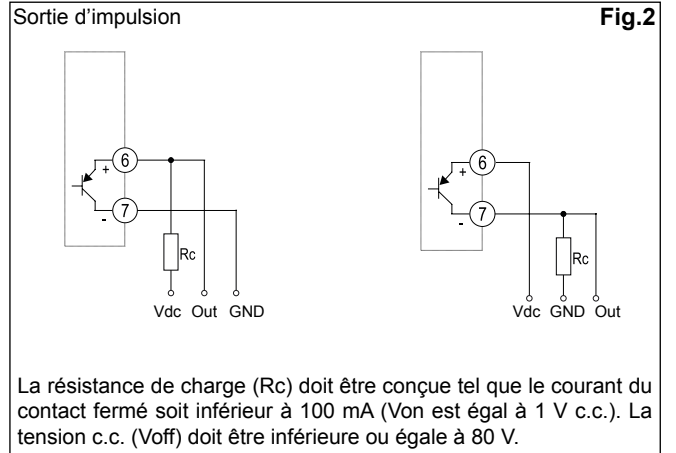 Sortie d’impulsion
Fig.2
6
+
7
-
Rc
Vdc Out GND
6
+
7
-
Rc
Vdc GND Out
La résistance de charge (Rc) doit être conçue tel que le courant du
contact fermé soit inférieur à 100 mA (Von est égal à 1 V c.c.). La
tension c.c. (Voff) doit être inférieure ou égale à 80 V.